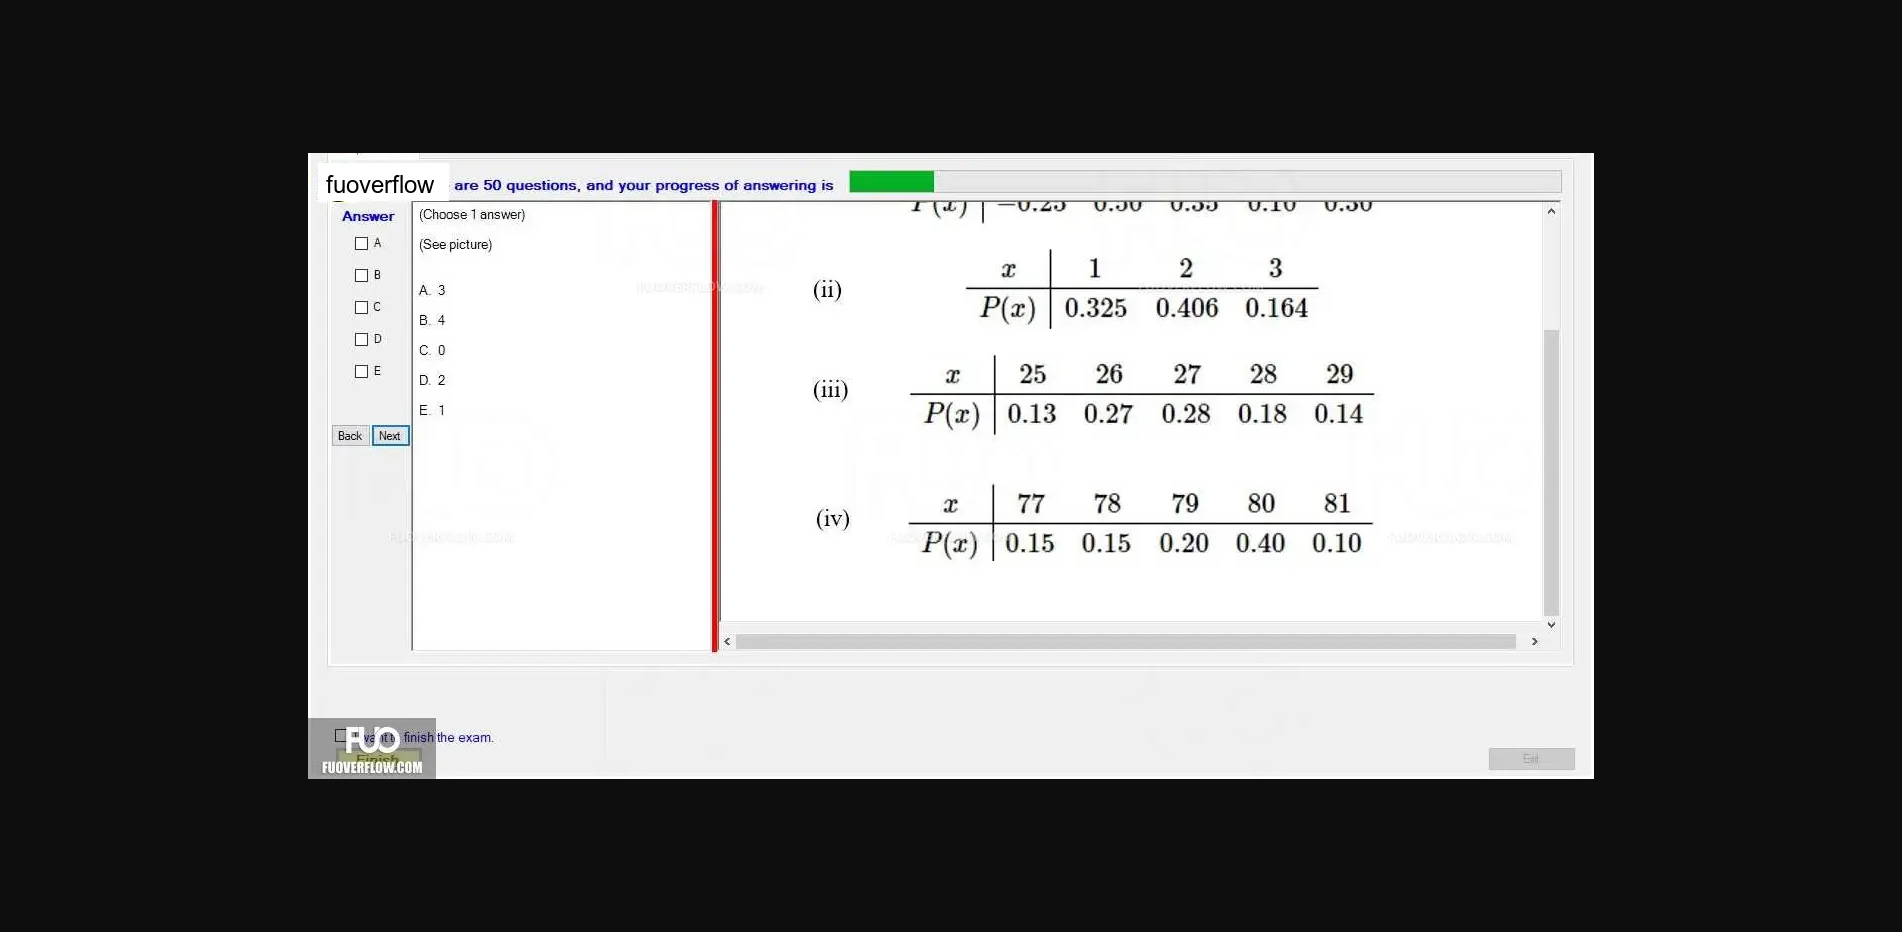 fuoverflow are 50 questions, and your progress of answering is
Answer
A
B
C
D
E
Back Next
(Choose 1 answer)
(See picture)
A. 3
B. 4
C. 0
D. 2
E. 1
P(x) −0.25 0.50 0.35 0.10 0.30
(ii)
x 1 2 3
P(x) 0.325 0.406 0.164
(iii)
x 25 26 27 28 29
P(x) 0.13 0.27 0.28 0.18 0.14
(iv)
x 77 78 79 80 81
P(x) 0.15 0.15 0.20 0.40 0.10
I want to finish the exam.
Finish
FUO
FUOVERFLOW.COM
Exit